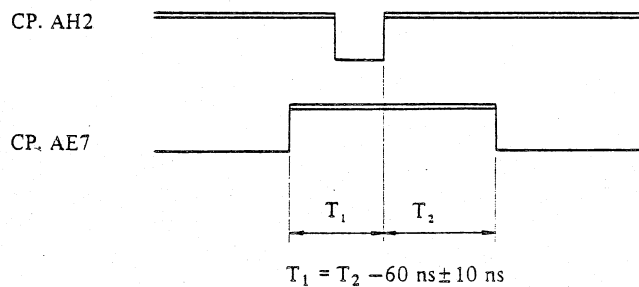 CP. AH2
CP. AE7
T₁ T₂
T₁ = T₂ −60 ns ± 10 ns